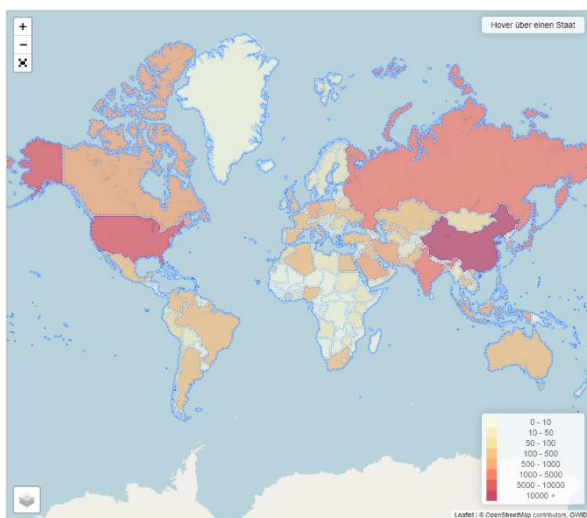 +
Hover über einen Staat
−
0 - 10
10 - 50
50 - 100
100 - 500
500 - 1000
1000 - 5000
5000 - 10000
10000 +
Leaflet | © OpenStreetMap contributors, OWID